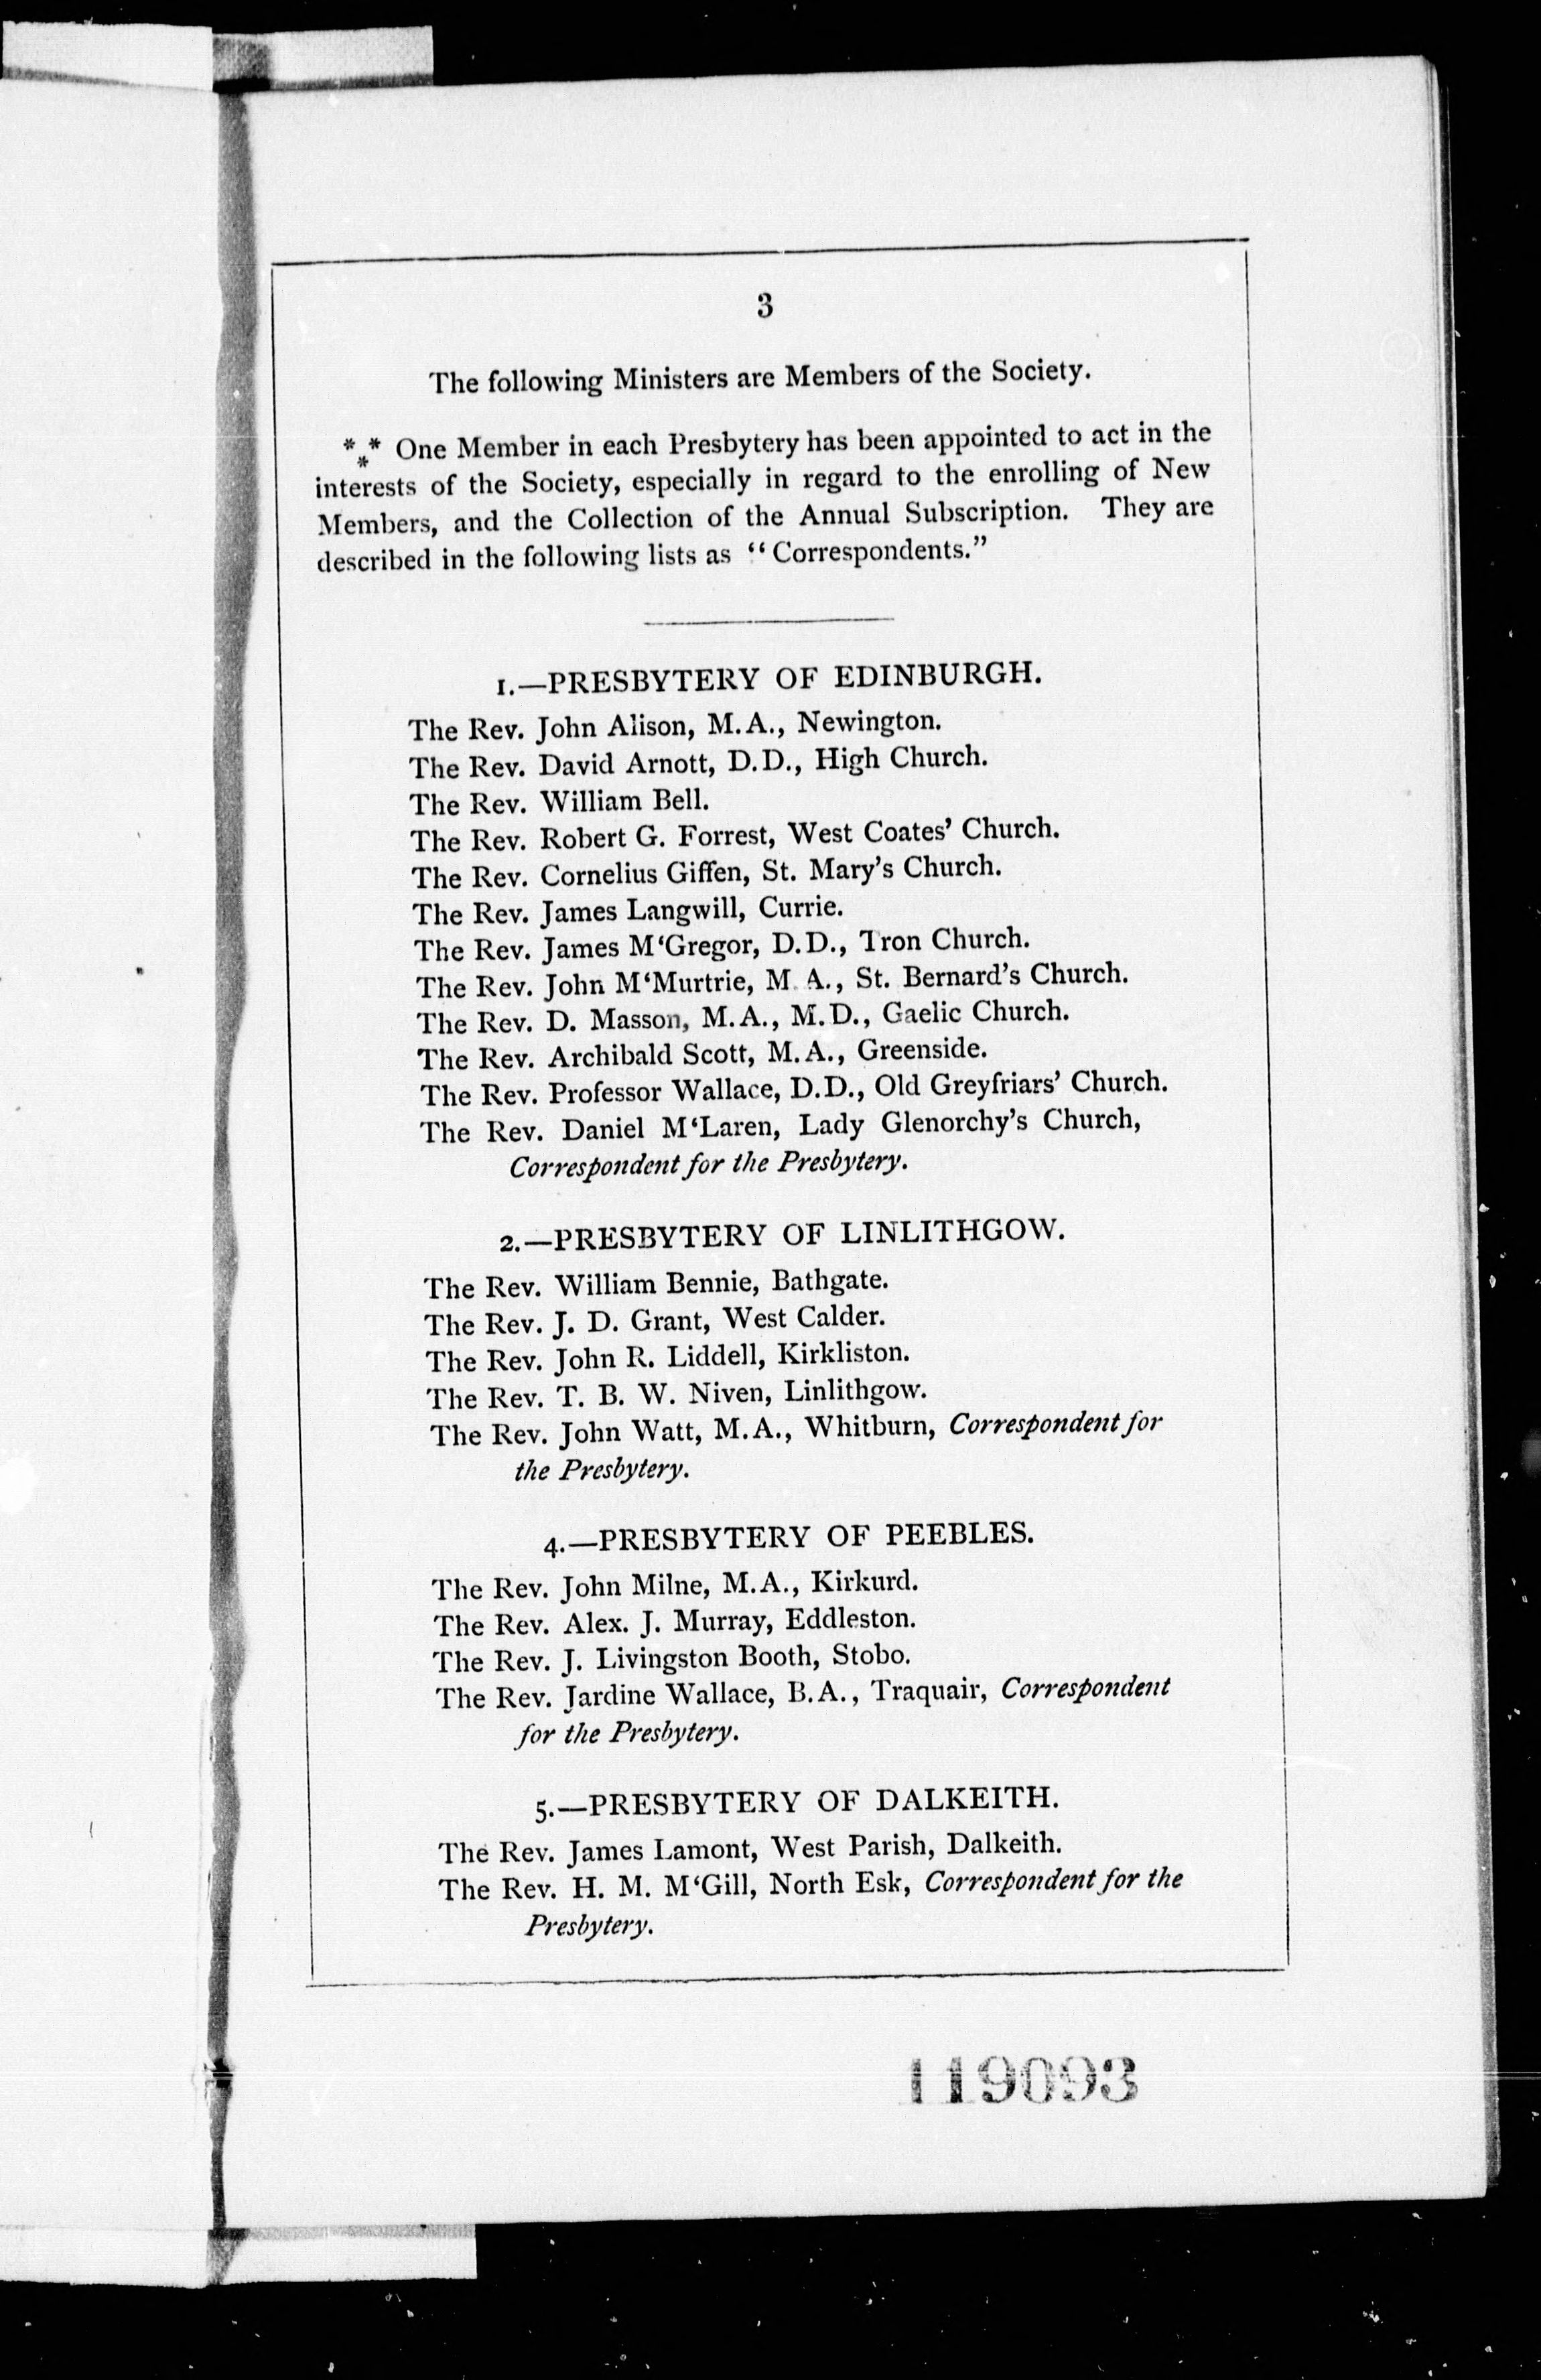 3
The following Ministers are Members of the Society.
*⁎* One Member in each Presbytery has been appointed to act in the
interests of the Society, especially in regard to the enrolling of New
Members, and the Collection of the Annual Subscription. They are
described in the following lists as “Correspondents.”
1.—PRESBYTERY OF EDINBURGH.
The Rev. John Alison, M.A., Newington.
The Rev. David Arnott, D.D., High Church.
The Rev. William Bell.
The Rev. Robert G. Forrest, West Coates’ Church.
The Rev. Cornelius Giffen, St. Mary’s Church.
The Rev. James Langwill, Currie.
The Rev. James M‘Gregor, D.D., Tron Church.
The Rev. John M‘Murtrie, M.A., St. Bernard’s Church.
The Rev. D. Masson, M.A., M.D., Gaelic Church.
The Rev. Archibald Scott, M.A., Greenside.
The Rev. Professor Wallace, D.D., Old Greyfriars’ Church.
The Rev. Daniel M‘Laren, Lady Glenorchy’s Church,
Correspondent for the Presbytery.
2.—PRESBYTERY OF LINLITHGOW.
The Rev. William Bennie, Bathgate.
The Rev. J. D. Grant, West Calder.
The Rev. John R. Liddell, Kirkliston.
The Rev. T. B. W. Niven, Linlithgow.
The Rev. John Watt, M.A., Whitburn, Correspondent for
the Presbytery.
4.—PRESBYTERY OF PEEBLES.
The Rev. John Milne, M.A., Kirkurd.
The Rev. Alex. J. Murray, Eddleston.
The Rev. J. Livingston Booth, Stobo.
The Rev. Jardine Wallace, B.A., Traquair, Correspondent
for the Presbytery.
5.—PRESBYTERY OF DALKEITH.
The Rev. James Lamont, West Parish, Dalkeith.
The Rev. H. M. M‘Gill, North Esk, Correspondent for the
Presbytery.
119093